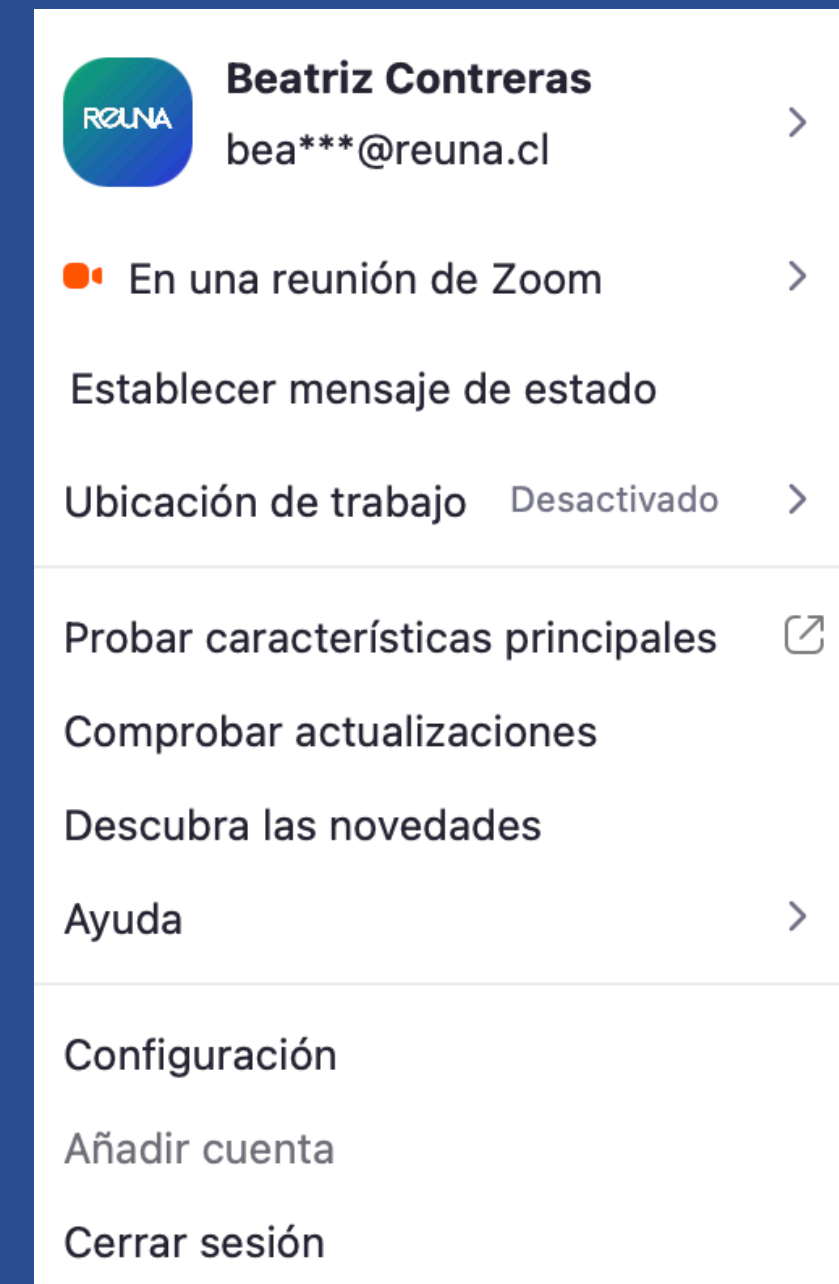 REUNA
Beatriz Contreras
bea***@reuna.cl
En una reunión de Zoom
Establecer mensaje de estado
Ubicación de trabajo Desactivado
Probar características principales
Comprobar actualizaciones
Descubra las novedades
Ayuda
Configuración
Añadir cuenta
Cerrar sesión